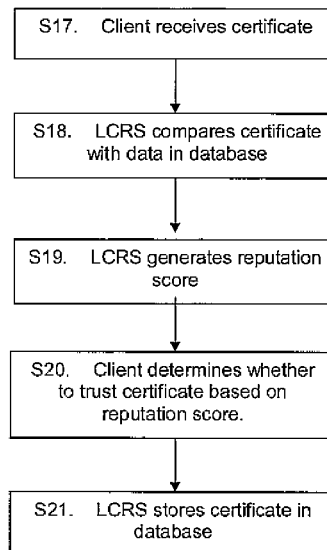 S17. Client receives certificate
S18. LCRS compares certificate
with data in database
S19. LCRS generates reputation
score
S20. Client determines whether
to trust certificate based on
reputation score.
S21. LCRS stores certificate in
database